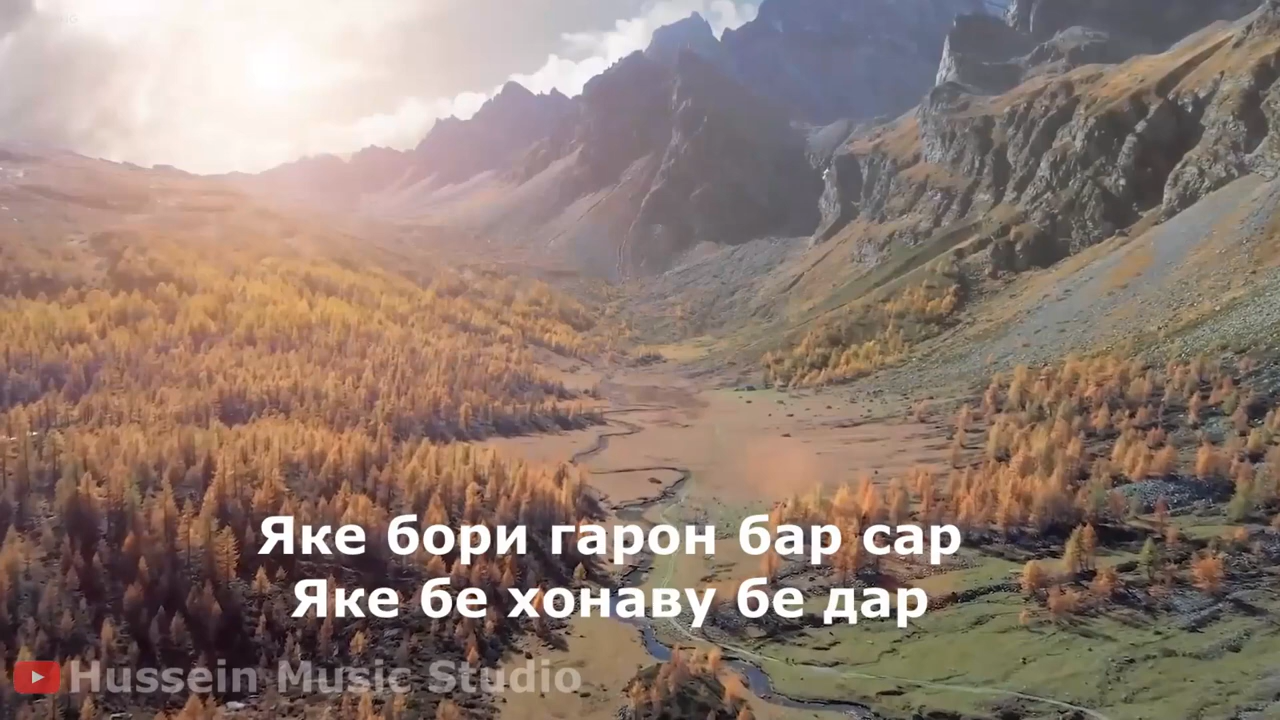 Яке бори гарон бар сар
Яке бе хонаву бе дар
Hussein Music Studio